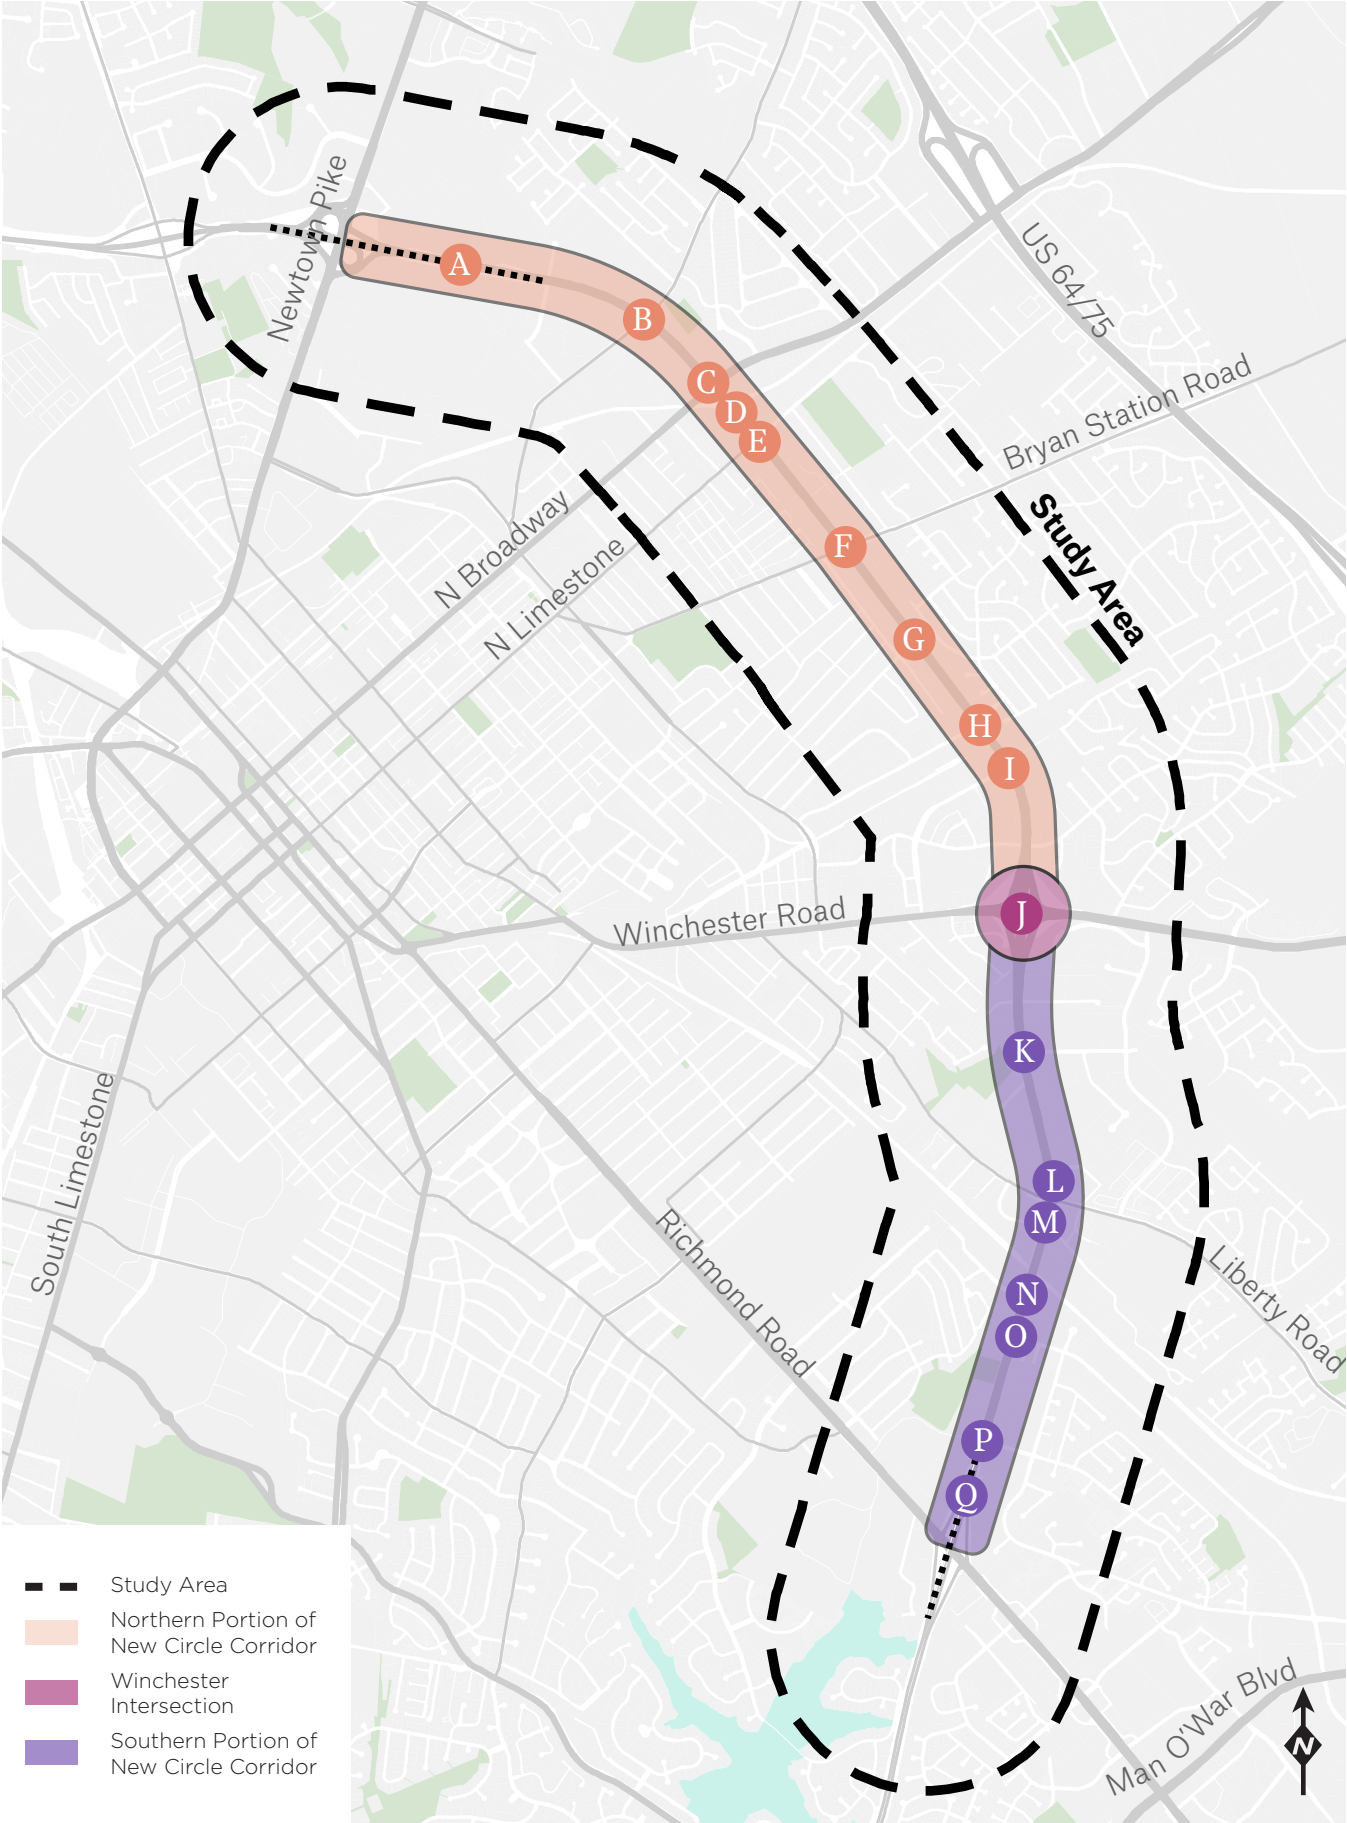 Newtown Pike
A
B
US 64/75
C
D
E
Bryan Station Road
N Broadway
N Limestone
Study Area
F
G
H
I
Winchester Road
J
K
South Limestone
L
M
Richmond Road
Liberty Road
N
O
P
Q
Man O'War Blvd
N
Study Area
Northern Portion of
New Circle Corridor
Winchester
Intersection
Southern Portion of
New Circle Corridor